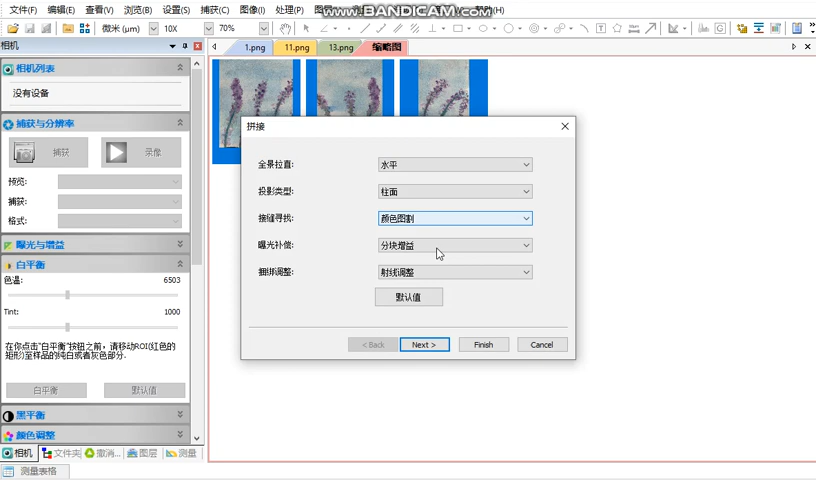 文件(F) 编辑(E) 查看(V) 浏览(B) 设置(S) 捕获(C) 图像(I) 处理(P)
www.BANDICAM.com
微米 (μm) 10X 70%
相机 1.png 11.png 13.png 缩略图
相机列表
没有设备
捕获与分辨率
捕获 录像
预览:
捕获:
格式:
曝光与增益
白平衡
色温: 6503
Tint: 1000
在你点击"白平衡"按钮之前，请移动ROI(红色的
矩形)至样品的纯白或者灰色部分.
白平衡 默认值
黑平衡
颜色调整
相机 文件夹 撤消... 图层 测量
测量表格
拼接
全景拉直: 水平
投影类型: 柱面
接缝寻找: 颜色图割
曝光补偿: 分块增益
捆绑调整: 射线调整
默认值
< Back Next > Finish Cancel